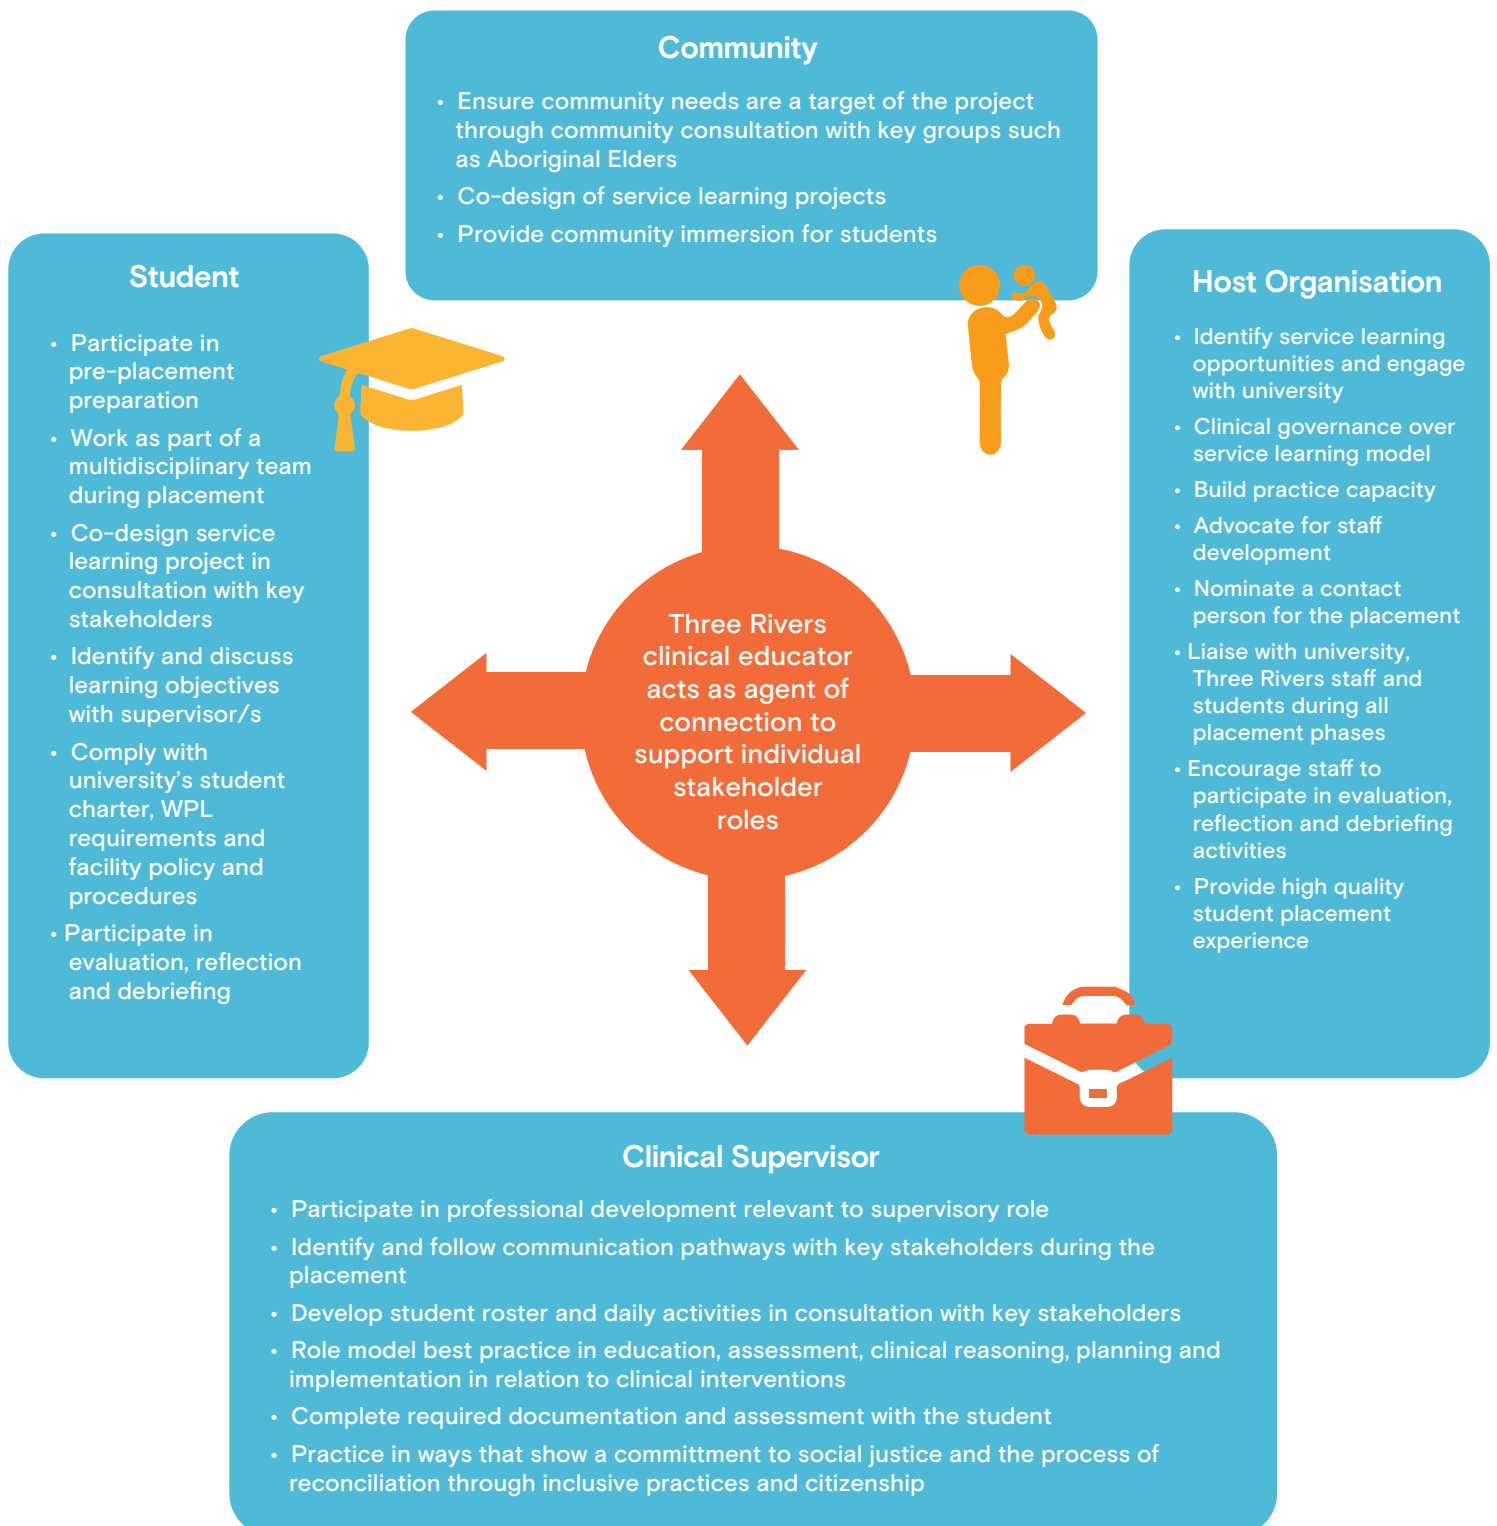 Community
• Ensure community needs are a target of the project
through community consultation with key groups such
as Aboriginal Elders
• Co-design of service learning projects
• Provide community immersion for students
Student
• Participate in
pre-placement
preparation
• Work as part of a
multidisciplinary team
during placement
• Co-design service
learning project in
consultation with key
stakeholders
• Identify and discuss
learning objectives
with supervisor/s
• Comply with
university's student
charter, WPL
requirements and
facility policy and
procedures
• Participate in
evaluation, reflection
and debriefing
Three Rivers
clinical educator
acts as agent of
connection to
support individual
stakeholder
roles
Host Organisation
• Identify service learning
opportunities and engage
with university
• Clinical governance over
service learning model
• Build practice capacity
• Advocate for staff
development
• Nominate a contact
person for the placement
• Liaise with university,
Three Rivers staff and
students during all
placement phases
• Encourage staff to
participate in evaluation,
reflection and debriefing
activities
• Provide high quality
student placement
experience
Clinical Supervisor
• Participate in professional development relevant to supervisory role
• Identify and follow communication pathways with key stakeholders during the
placement
• Develop student roster and daily activities in consultation with key stakeholders
• Role model best practice in education, assessment, clinical reasoning, planning and
implementation in relation to clinical interventions
• Complete required documentation and assessment with the student
• Practice in ways that show a committment to social justice and the process of
reconciliation through inclusive practices and citizenship